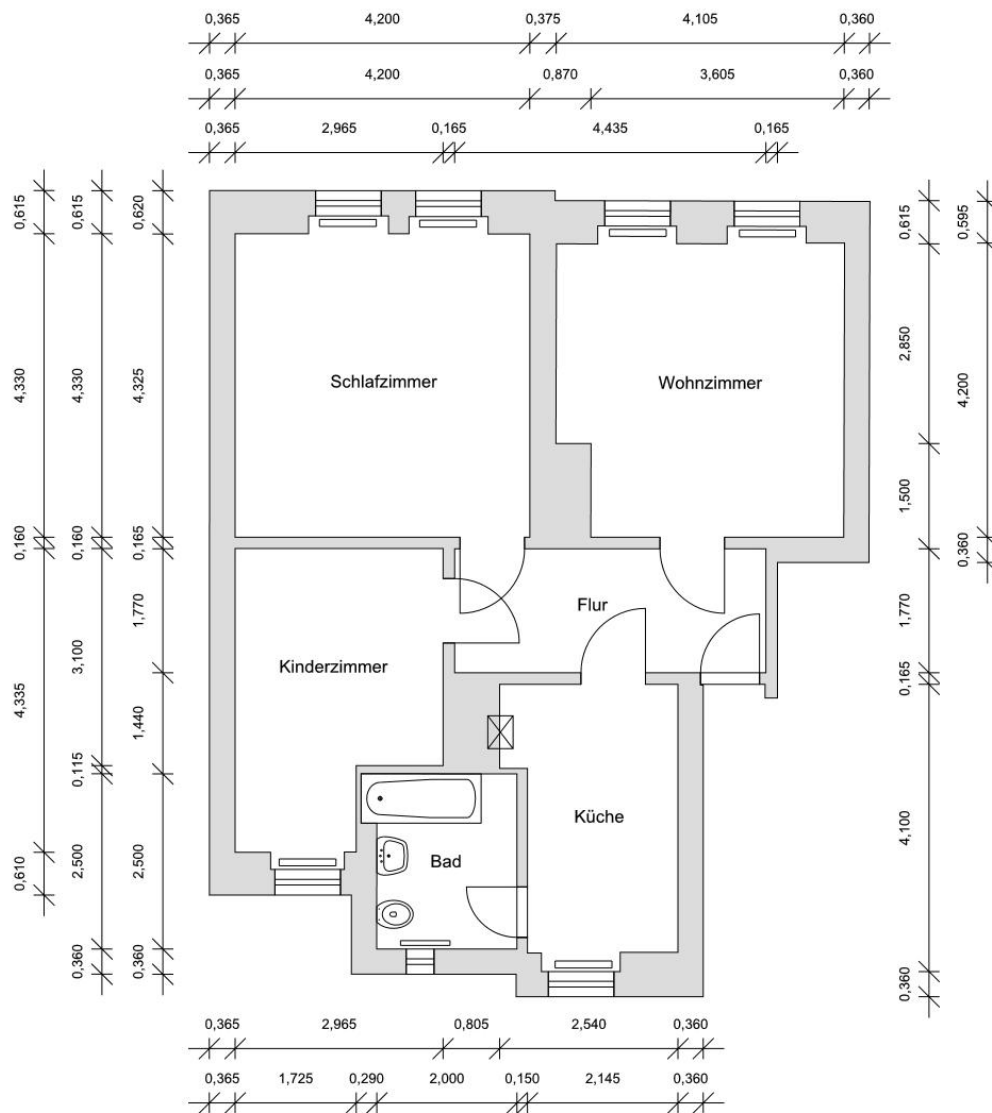 0,365 4,200 0,375 4,105 0,360
0,365 4,200 0,870 3,605 0,360
0,365 2,965 0,165 4,435 0,165
0,615 4,330 0,160 4,335 0,610
0,615 4,330 0,160 3,100 0,115 2,500 0,360
0,620 4,325 0,165 1,770 1,440 2,500 0,360
Schlafzimmer
Wohnzimmer
Flur
Kinderzimmer
Küche
Bad
0,615 2,850 1,500 1,770 0,165 4,100 0,360
0,595 4,200 0,360
0,365 2,965 0,805 2,540 0,360
0,365 1,725 0,290 2,000 0,150 2,145 0,360